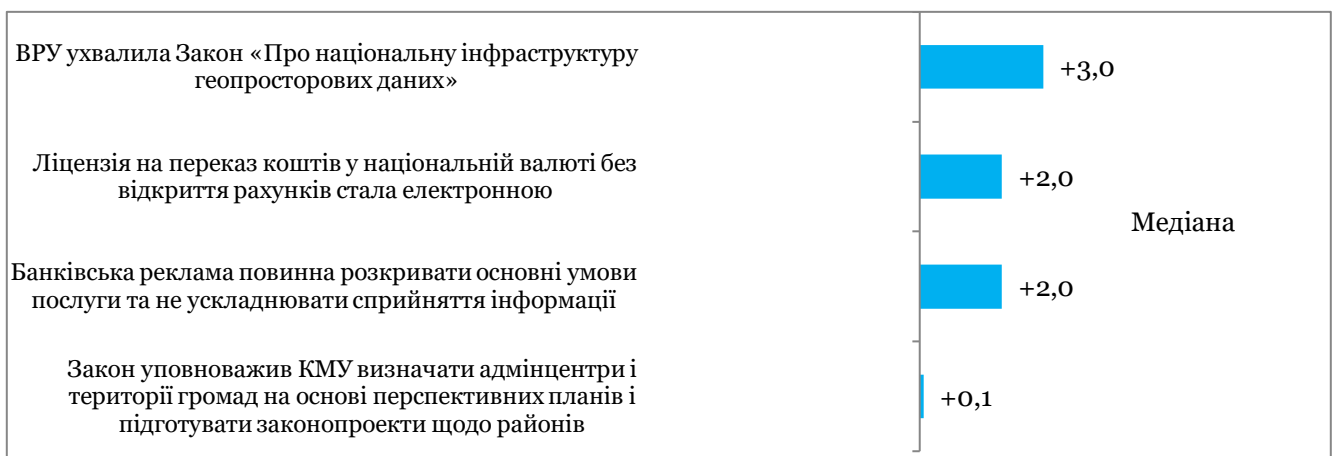 ВРУ ухвалила Закон «Про національну інфраструктуру
геопросторових даних»
+3,0
Ліцензія на переказ коштів у національній валюті без
відкриття рахунків стала електронною
+2,0
Медіана
Банківська реклама повинна розкривати основні умови
послуги та не ускладнювати сприйняття інформації
+2,0
Закон уповноважив КМУ визначати адмінцентри і
території громад на основі перспективних планів і
підготувати законопроекти щодо районів
+0,1